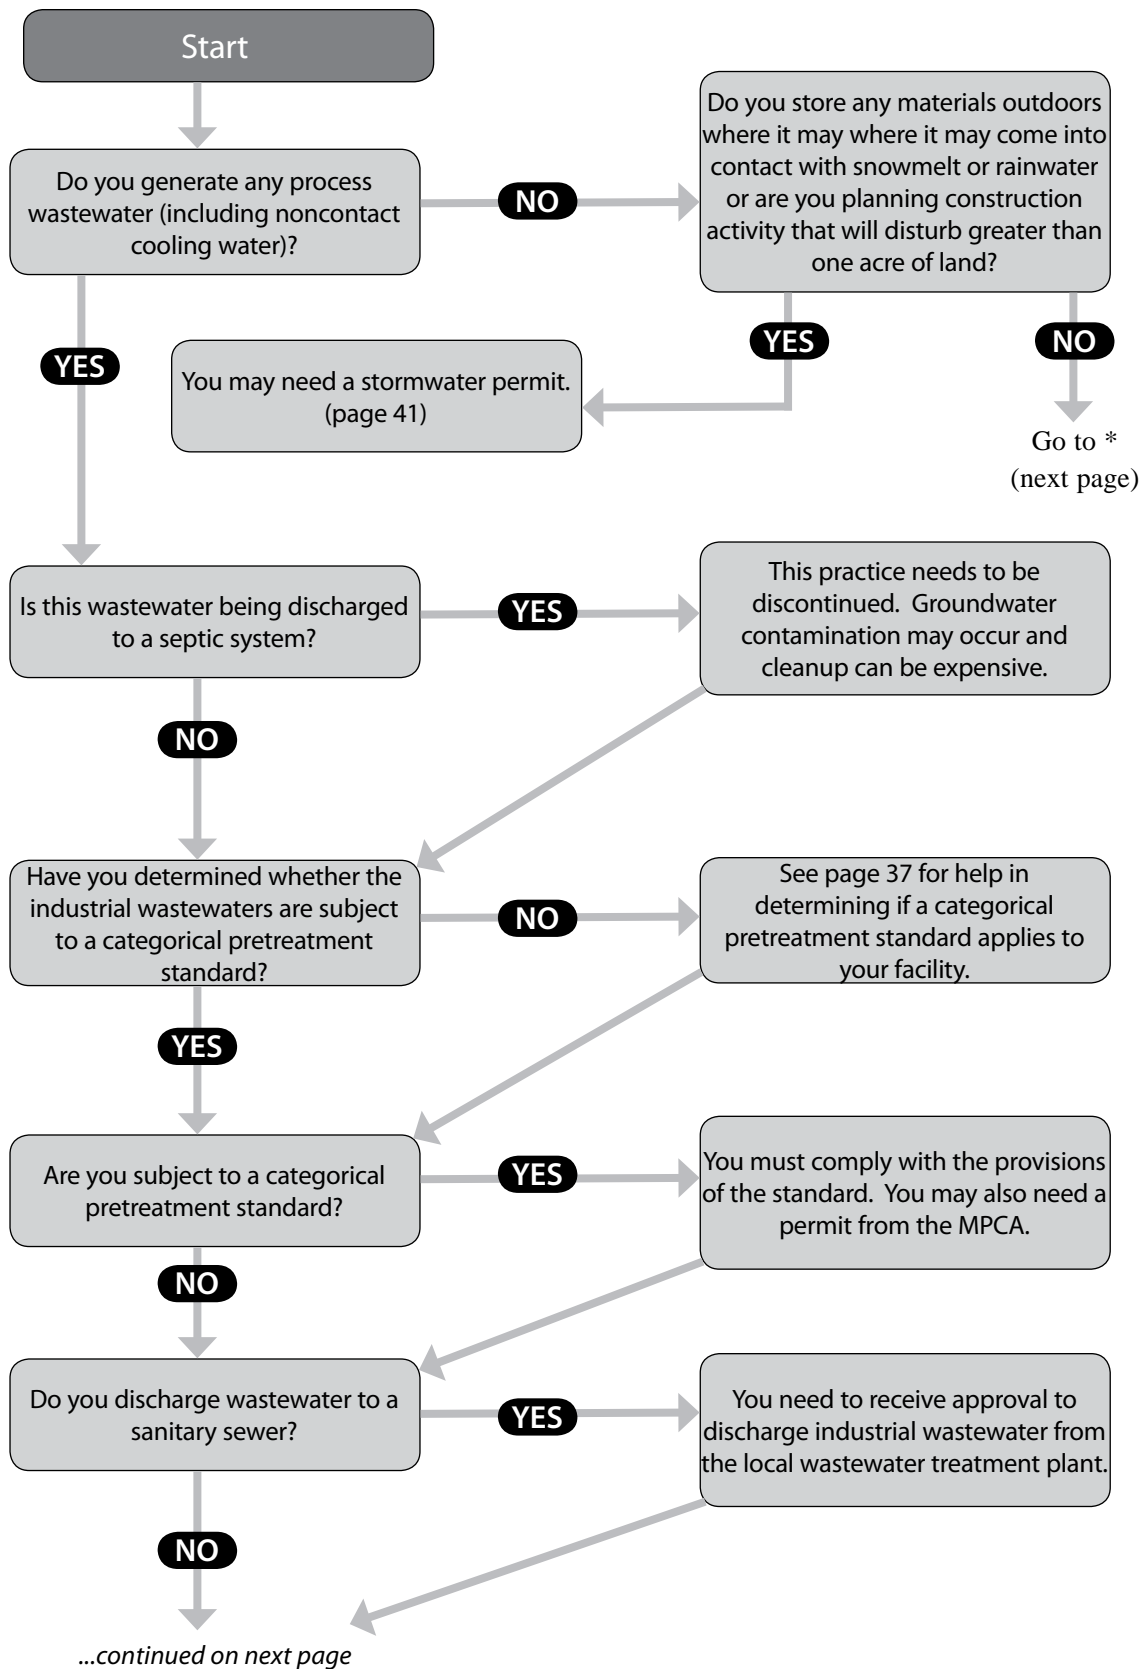 Start
Do you generate any process
wastewater (including noncontact
cooling water)?
NO
Do you store any materials outdoors
where it may where it may come into
contact with snowmelt or rainwater
or are you planning construction
activity that will disturb greater than
one acre of land?
YES
You may need a stormwater permit.
(page 41)
YES
NO
Go to *
(next page)
Is this wastewater being discharged
to a septic system?
YES
This practice needs to be
discontinued.  Groundwater
contamination may occur and
cleanup can be expensive.
NO
Have you determined whether the
industrial wastewaters are subject
to a categorical pretreatment
standard?
NO
See page 37 for help in
determining if a categorical
pretreatment standard applies to
your facility.
YES
Are you subject to a categorical
pretreatment standard?
YES
You must comply with the provisions
of the standard.  You may also need a
permit from the MPCA.
NO
Do you discharge wastewater to a
sanitary sewer?
YES
You need to receive approval to
discharge industrial wastewater from
the local wastewater treatment plant.
NO
...continued on next page